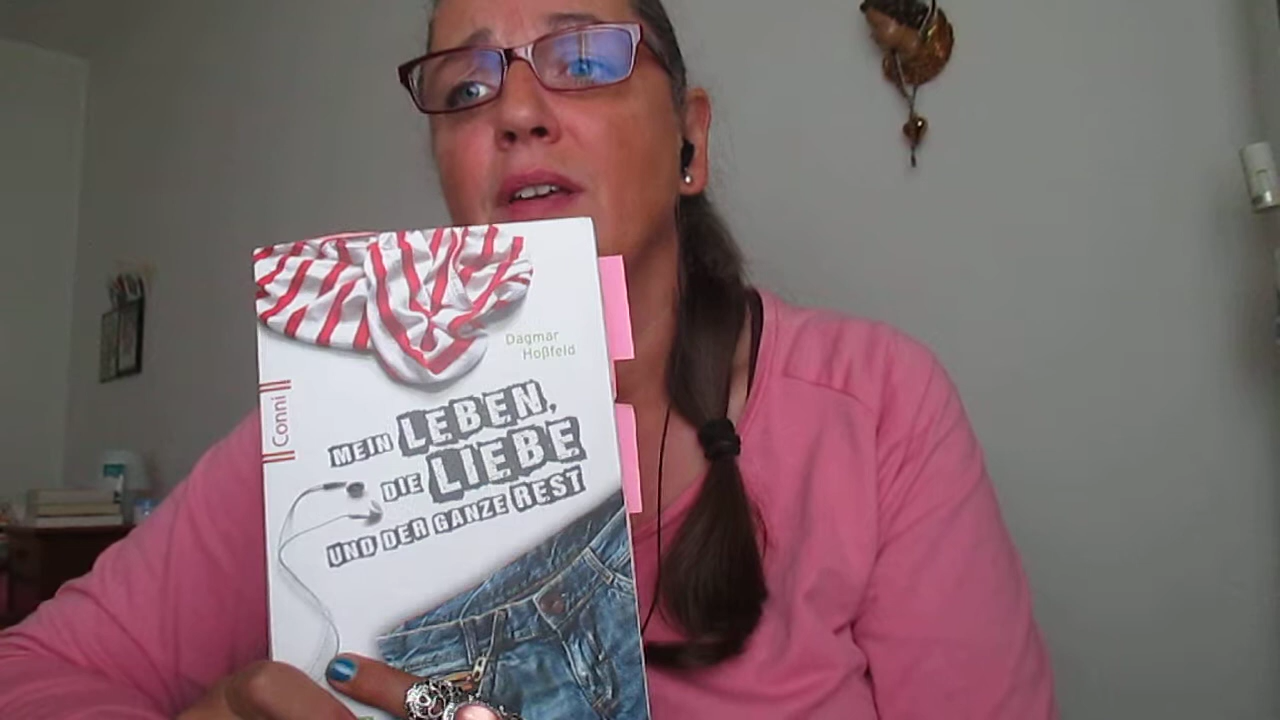 Dagmar
Hoßfeld
Conni
MEIN LEBEN,
DIE LIEBE
UND DER GANZE REST